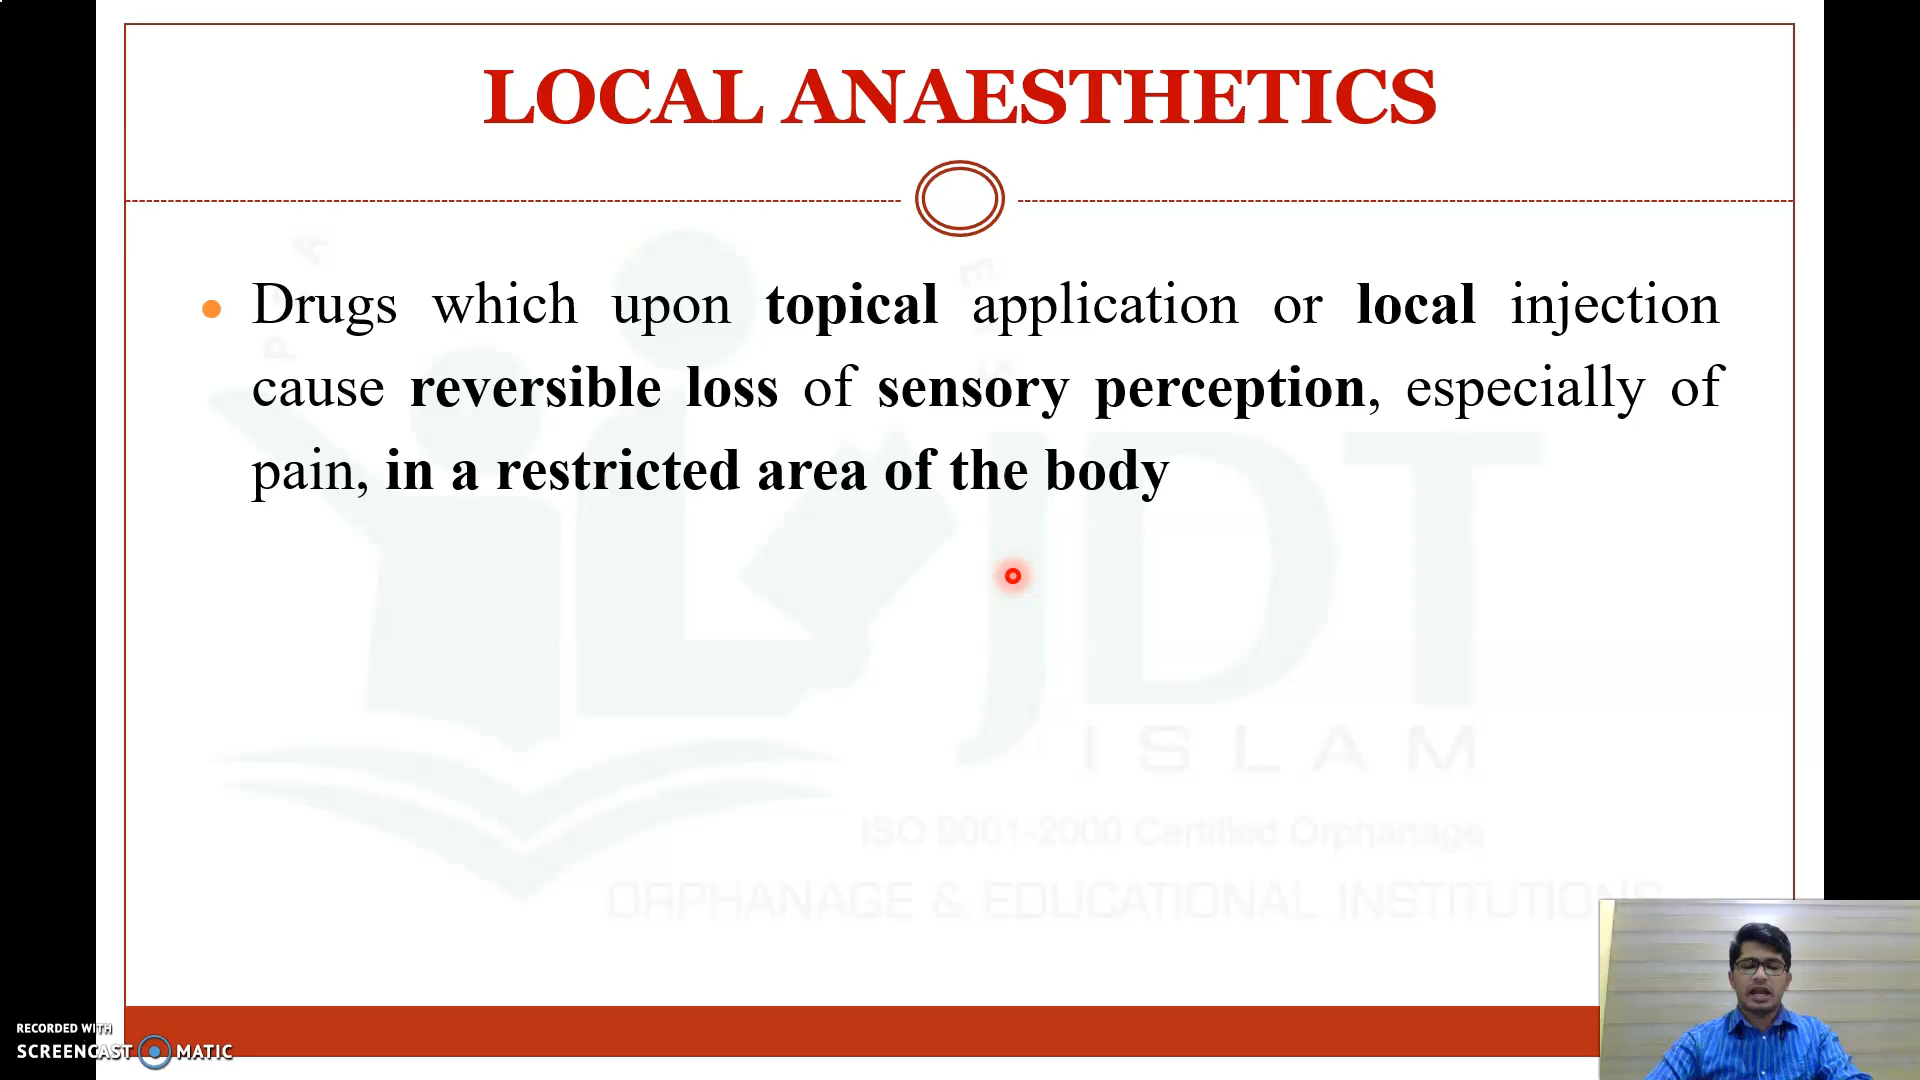 LOCAL ANAESTHETICS
Drugs which upon topical application or local injection
cause reversible loss of sensory perception, especially of
pain, in a restricted area of the body
JDT
ISLAM
ISO 9001-2000 Certified Orphanage
ORPHANAGE & EDUCATIONAL INSTITUTIONS
RECORDED WITH
SCREENCAST MATIC